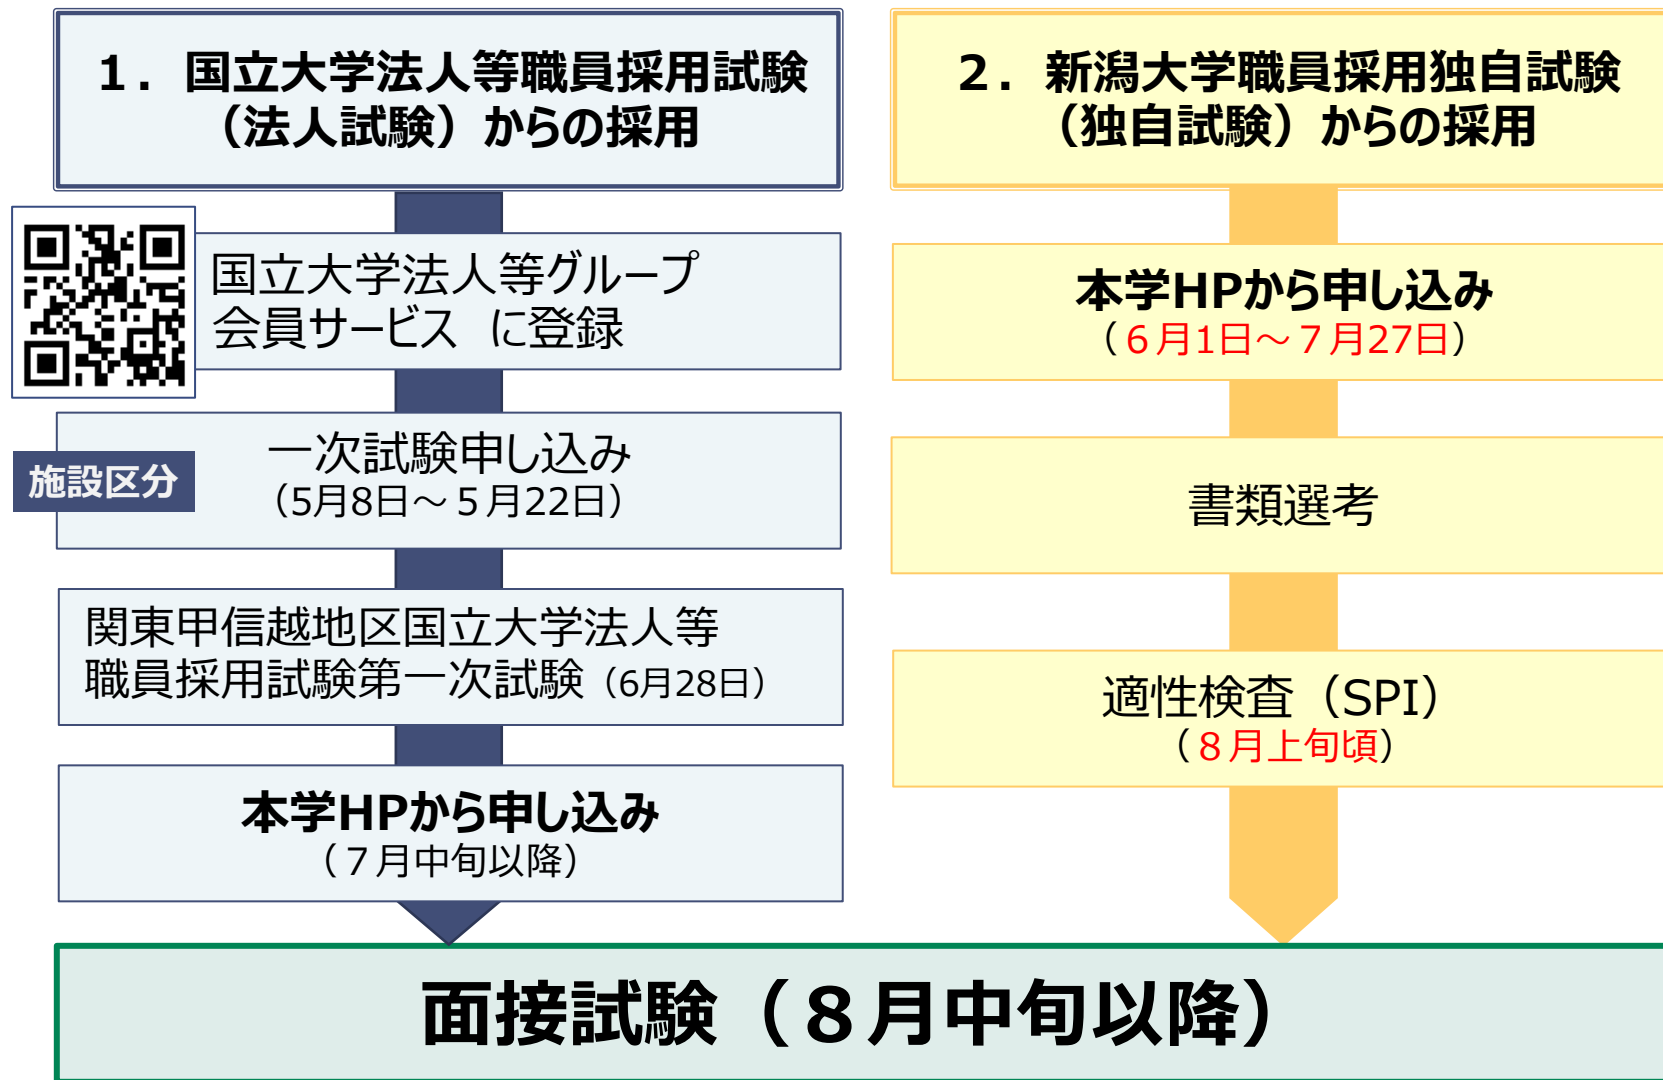 １．国立大学法人等職員採用試験
（法人試験）からの採用
国立大学法人等グループ
会員サービス に登録
施設区分
一次試験申し込み
（5月8日～５月22日）
関東甲信越地区国立大学法人等
職員採用試験第一次試験（6月28日）
本学HPから申し込み
（７月中旬以降）
２．新潟大学職員採用独自試験
（独自試験）からの採用
本学HPから申し込み
（６月1日～７月27日）
書類選考
適性検査（SPI）
（８月上旬頃）
面接試験（８月中旬以降）